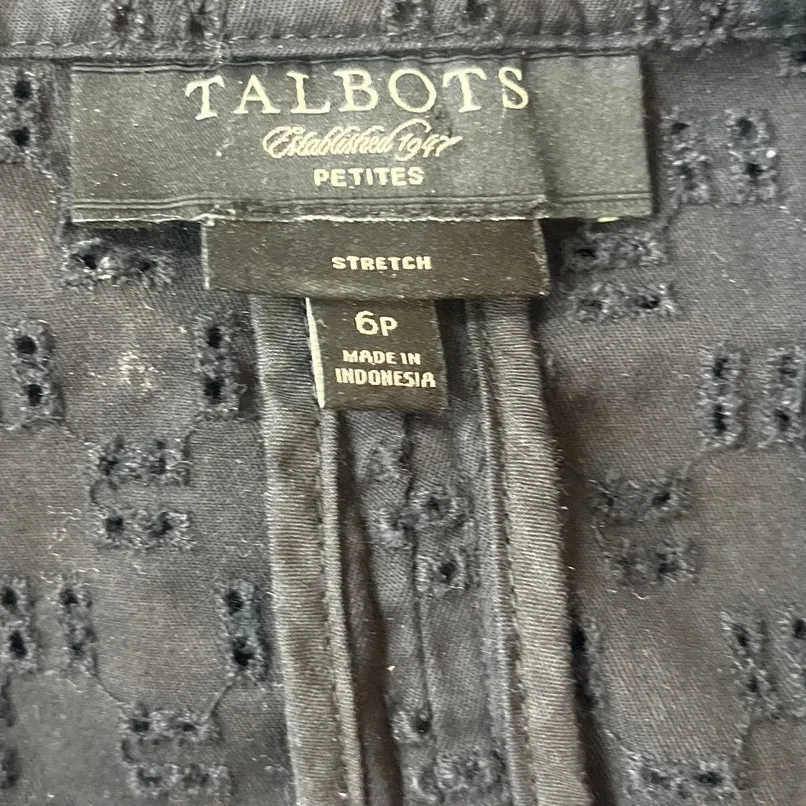 TALBOTS
Established 1947
PETITES
STRETCH
6P
MADE IN
INDONESIA